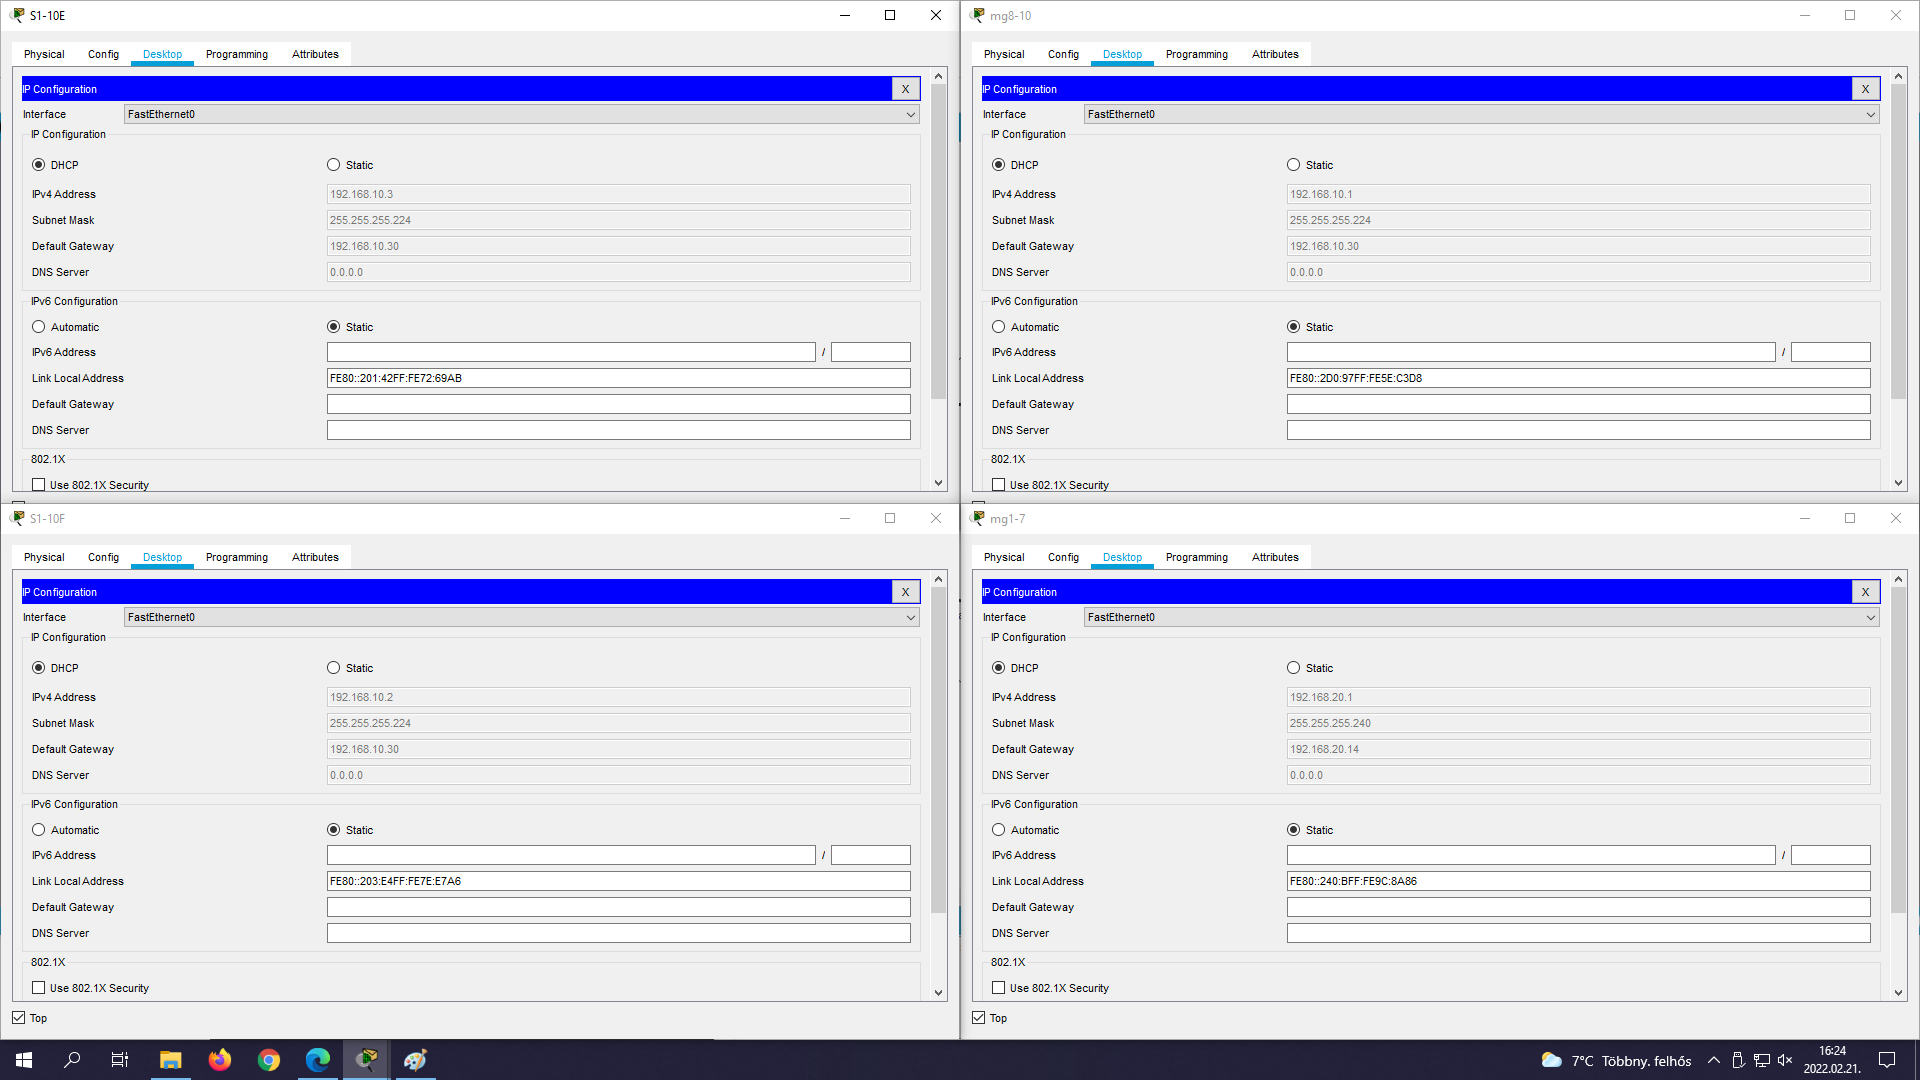 S1-10E
Physical Config Desktop Programming Attributes
IP Configuration X
Interface FastEthernet0
IP Configuration
DHCP Static
IPv4 Address 192.168.10.3
Subnet Mask 255.255.255.224
Default Gateway 192.168.10.30
DNS Server 0.0.0.0
IPv6 Configuration
Automatic Static
IPv6 Address /
Link Local Address FE80::201:42FF:FE72:69AB
Default Gateway
DNS Server
802.1X
Use 802.1X Security
mg8-10
Physical Config Desktop Programming Attributes
IP Configuration X
Interface FastEthernet0
IP Configuration
DHCP Static
IPv4 Address 192.168.10.1
Subnet Mask 255.255.255.224
Default Gateway 192.168.10.30
DNS Server 0.0.0.0
IPv6 Configuration
Automatic Static
IPv6 Address /
Link Local Address FE80::2D0:97FF:FE5E:C3D8
Default Gateway
DNS Server
802.1X
Use 802.1X Security
S1-10F
Physical Config Desktop Programming Attributes
IP Configuration X
Interface FastEthernet0
IP Configuration
DHCP Static
IPv4 Address 192.168.10.2
Subnet Mask 255.255.255.224
Default Gateway 192.168.10.30
DNS Server 0.0.0.0
IPv6 Configuration
Automatic Static
IPv6 Address /
Link Local Address FE80::203:E4FF:FE7E:E7A6
Default Gateway
DNS Server
802.1X
Use 802.1X Security
Top
mg1-7
Physical Config Desktop Programming Attributes
IP Configuration X
Interface FastEthernet0
IP Configuration
DHCP Static
IPv4 Address 192.168.20.1
Subnet Mask 255.255.255.240
Default Gateway 192.168.20.14
DNS Server 0.0.0.0
IPv6 Configuration
Automatic Static
IPv6 Address /
Link Local Address FE80::240:BFF:FE9C:8A86
Default Gateway
DNS Server
802.1X
Use 802.1X Security
Top
7°C Többny. felhős
16:24
2022.02.21.